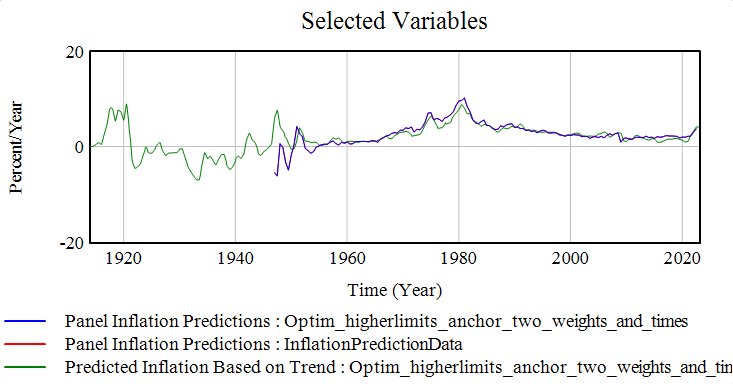 Selected Variables
20
Percent/Year
0
-20
1920 1940 1960 1980 2000 2020
Time (Year)
Panel Inflation Predictions : Optim_higherlimits_anchor_two_weights_and_times
Panel Inflation Predictions : InflationPredictionData
Predicted Inflation Based on Trend : Optim_higherlimits_anchor_two_weights_and_tim